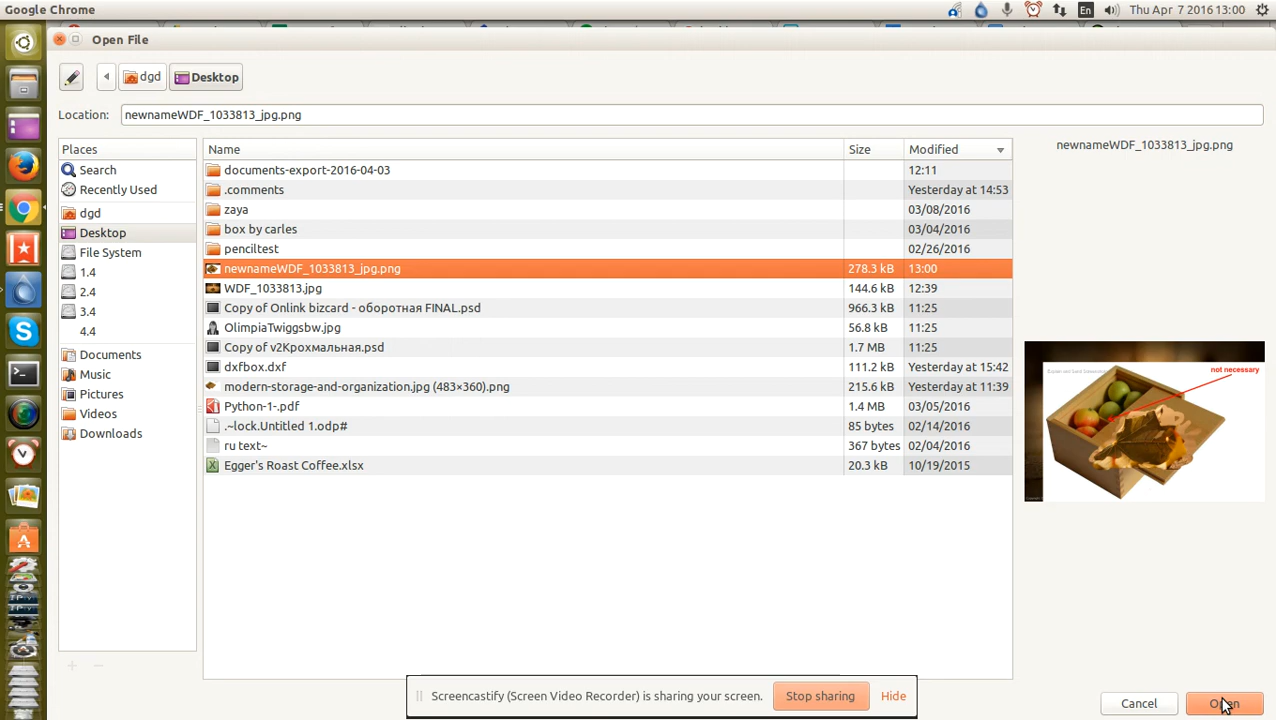 Google Chrome
En
Thu Apr 7 2016 13:00
Open File
dgd
Desktop
Location:
newnameWDF_1033813_jpg.png
Places
Name
Size
Modified
newnameWDF_1033813_jpg.png
Search
documents-export-2016-04-03
12:11
Recently Used
.comments
Yesterday at 14:53
dgd
zaya
03/08/2016
Desktop
box by carles
03/04/2016
File System
penciltest
02/26/2016
1.4
newnameWDF_1033813_jpg.png
278.3 kB
13:00
2.4
WDF_1033813.jpg
144.6 kB
12:39
3.4
Copy of Onlink bizcard - оборотная FINAL.psd
966.3 kB
11:25
4.4
OlimpiaTwiggsbw.jpg
56.8 kB
11:25
Documents
Copy of v2Крохмальная.psd
1.7 MB
11:25
Music
dxfbox.dxf
111.2 kB
Yesterday at 15:42
Pictures
modern-storage-and-organization.jpg (483×360).png
215.6 kB
Yesterday at 11:39
Videos
Python-1-.pdf
1.4 MB
03/05/2016
Downloads
.~lock.Untitled 1.odp#
85 bytes
02/14/2016
ru text~
367 bytes
02/04/2016
Egger's Roast Coffee.xlsx
20.3 kB
10/19/2015
not necessary
Screencastify (Screen Video Recorder) is sharing your screen.
Stop sharing
Hide
Cancel
Open